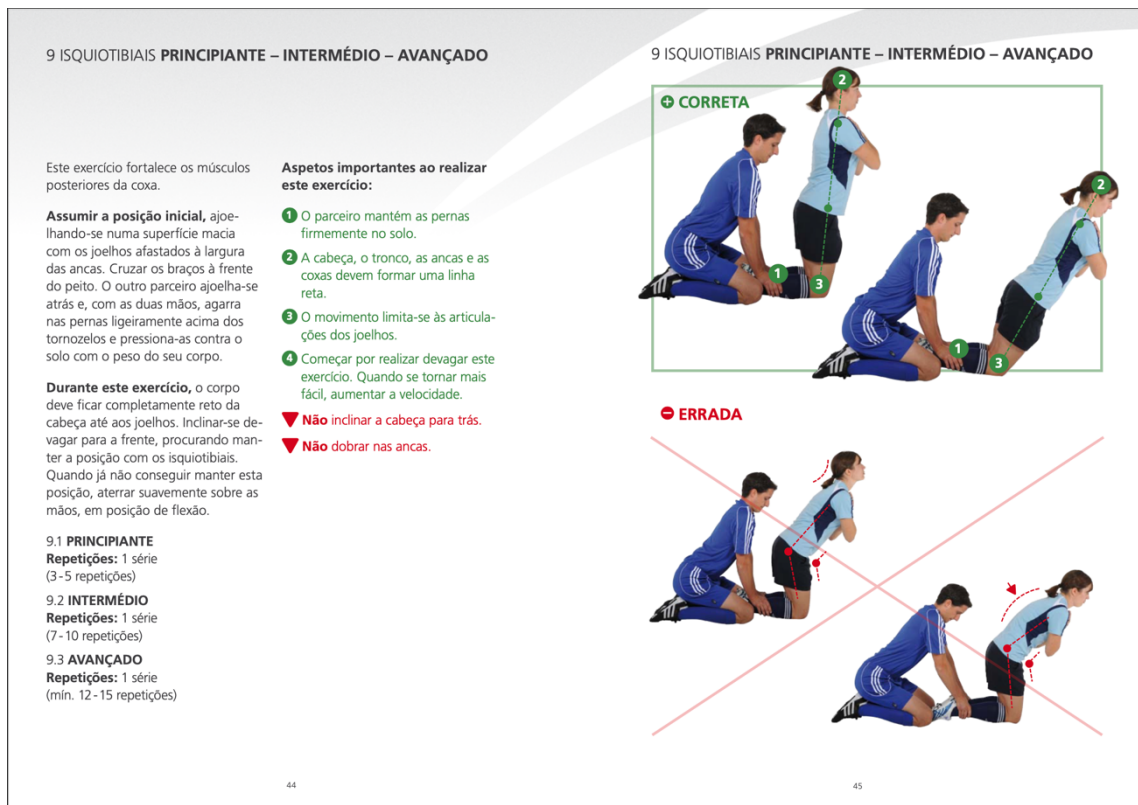 9 ISQUIOTIBIAIS PRINCIPIANTE – INTERMÉDIO – AVANÇADO
Este exercício fortalece os músculos
posteriores da coxa.
Assumir a posição inicial, ajoe-
lhando-se numa superfície macia
com os joelhos afastados à largura
das ancas. Cruzar os braços à frente
do peito. O outro parceiro ajoelha-se
atrás e, com as duas mãos, agarra
nas pernas ligeiramente acima dos
tornozelos e pressiona-as contra o
solo com o peso do seu corpo.
Durante este exercício, o corpo
deve ficar completamente reto da
cabeça até aos joelhos. Inclinar-se de-
vagar para a frente, procurando man-
ter a posição com os isquiotibiais.
Quando já não conseguir manter esta
posição, aterrar suavemente sobre as
mãos, em posição de flexão.
9.1 PRINCIPIANTE
Repetições: 1 série
(3-5 repetições)
9.2 INTERMÉDIO
Repetições: 1 série
(7-10 repetições)
9.3 AVANÇADO
Repetições: 1 série
(mín. 12-15 repetições)
Aspetos importantes ao realizar
este exercício:
1 O parceiro mantém as pernas
firmemente no solo.
2 A cabeça, o tronco, as ancas e as
coxas devem formar uma linha
reta.
3 O movimento limita-se às articula-
ções dos joelhos.
4 Começar por realizar devagar este
exercício. Quando se tornar mais
fácil, aumentar a velocidade.
Não inclinar a cabeça para trás.
Não dobrar nas ancas.
44
9 ISQUIOTIBIAIS PRINCIPIANTE – INTERMÉDIO – AVANÇADO
CORRETA
2
1
3
2
1
3
ERRADA
45